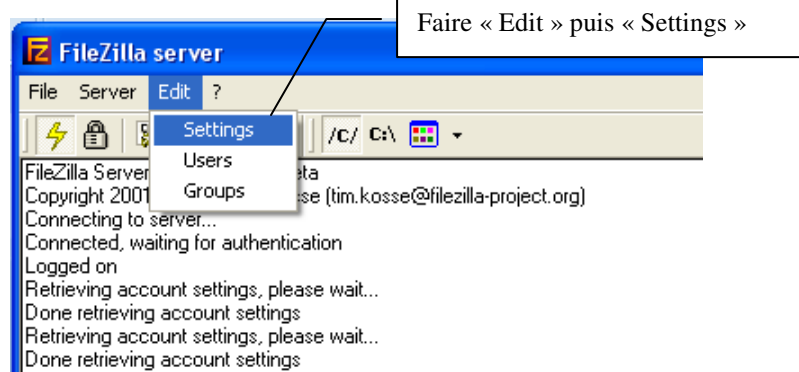 Faire « Edit » puis « Settings »
FileZilla server
File Server Edit ?
Settings
Users
Groups
/C/ C:\
FileZilla Server
Copyright 2001 (tim.kosse@filezilla-project.org)
Connecting to server...
Connected, waiting for authentication
Logged on
Retrieving account settings, please wait...
Done retrieving account settings
Retrieving account settings, please wait...
Done retrieving account settings